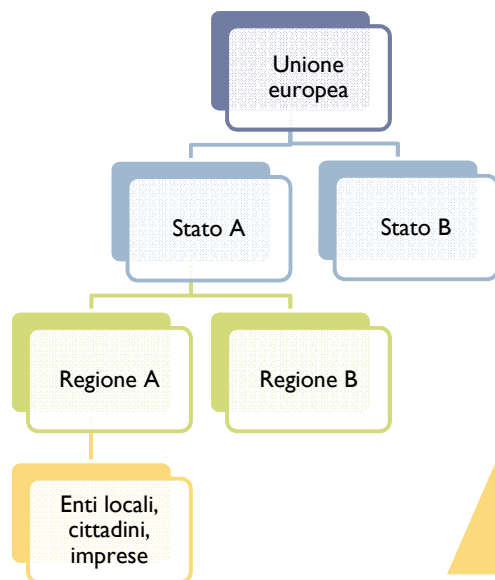 Unione
europea
Stato A
Stato B
Regione A
Regione B
Enti locali,
cittadini,
imprese